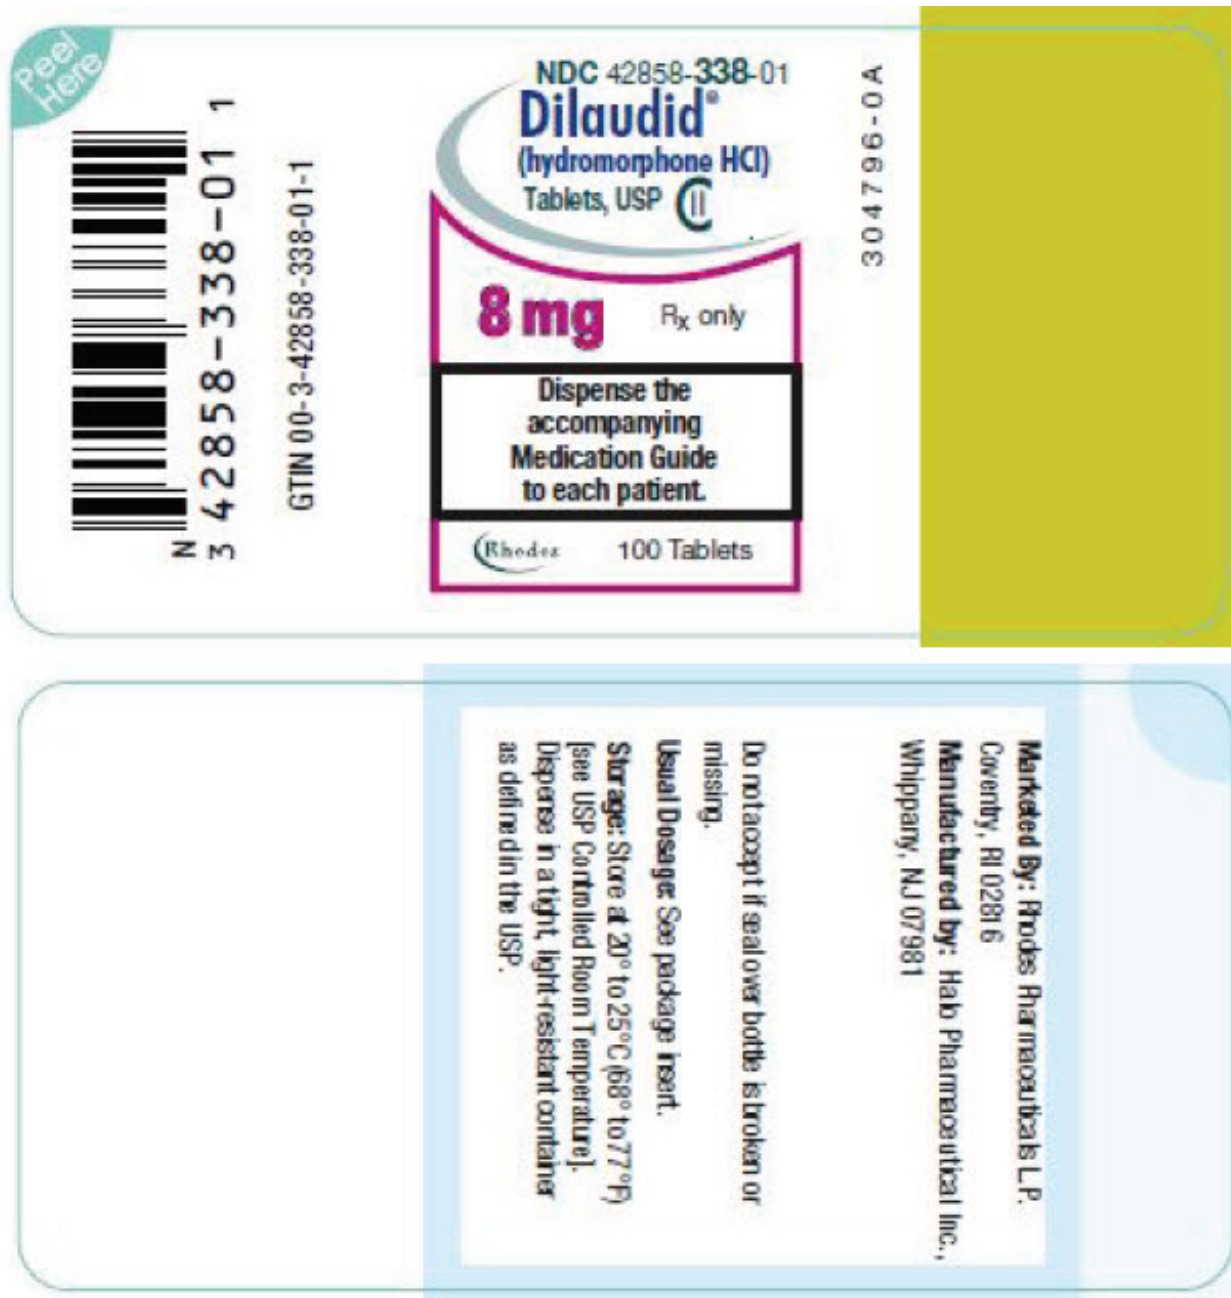 Peel
Here
N
3 42858-338-01 1
GTIN 00-3-42858-338-01-1
NDC 42858-338-01
Dilaudid®
(hydromorphone HCl)
Tablets, USP CII
8 mg Rx only
Dispense the
accompanying
Medication Guide
to each patient.
Rhodes 100 Tablets
304796-0A
Marketed By: Rhodes Pharmaceuticals L.P.
Coventry, RI 02816
Manufactured by: Halo Pharmaceutical Inc.,
Whippany, NJ 07981
Do not accept if seal over bottle is broken or
missing.
Usual Dosage: See package insert.
Storage: Store at 20° to 25°C (68° to 77°F)
[see USP Controlled Room Temperature].
Dispense in a tight, light-resistant container
as defined in the USP.